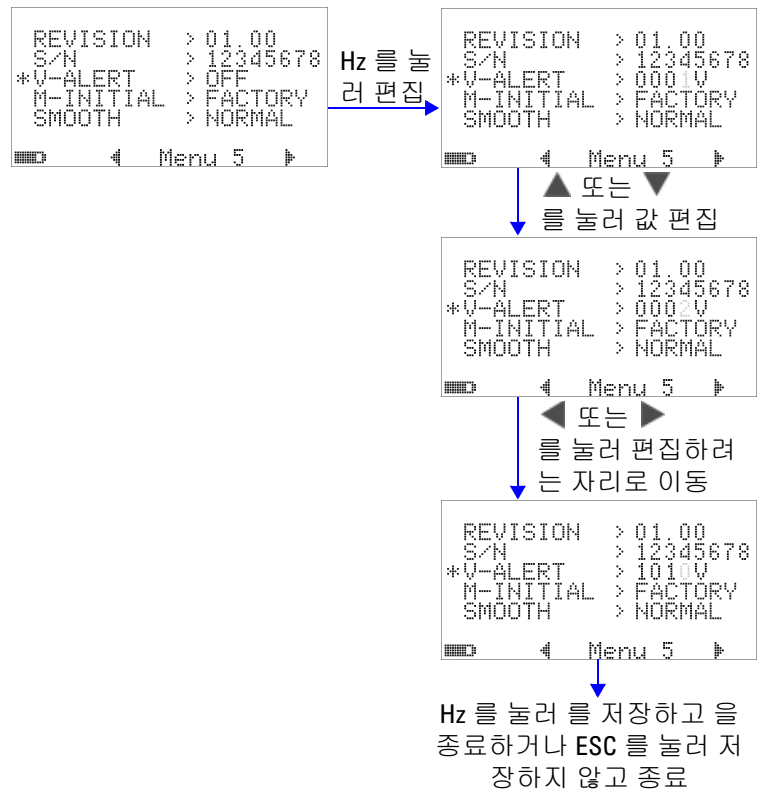 REVISION > 01.00
S/N > 12345678
*V-ALERT > OFF
M-INITIAL > FACTORY
SMOOTH > NORMAL
Menu 5
Hz 를 눌
러 편집
REVISION > 01.00
S/N > 12345678
*V-ALERT > 0001V
M-INITIAL > FACTORY
SMOOTH > NORMAL
Menu 5
▲ 또는 ▼
를 눌러 값 편집
REVISION > 01.00
S/N > 12345678
*V-ALERT > 0002V
M-INITIAL > FACTORY
SMOOTH > NORMAL
Menu 5
◀ 또는 ▶
를 눌러 편집하려
는 자리로 이동
REVISION > 01.00
S/N > 12345678
*V-ALERT > 1010V
M-INITIAL > FACTORY
SMOOTH > NORMAL
Menu 5
Hz 를 눌러 를 저장하고 을
종료하거나 ESC 를 눌러 저
장하지 않고 종료